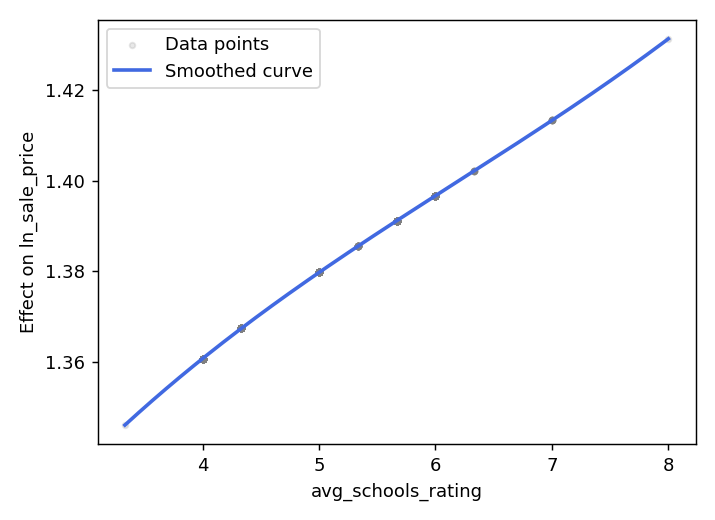 Data points
Smoothed curve
Effect on ln_sale_price
1.42
1.40
1.38
1.36
4 5 6 7 8
avg_schools_rating